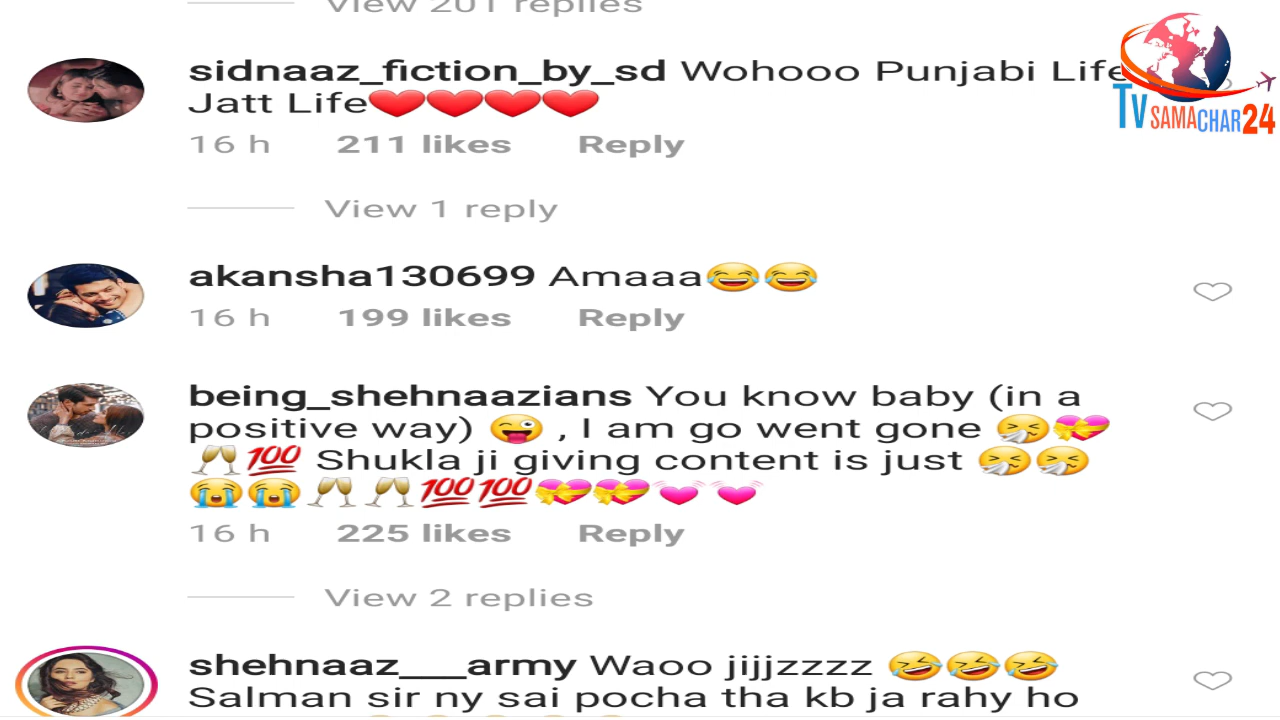 View 201 replies
sidnaaz_fiction_by_sd Wohooo Punjabi Life
Jatt Life❤️❤️❤️❤️
16 h 211 likes Reply
View 1 reply
akansha130699 Amaaa😂😂
16 h 199 likes Reply
being_shehnaazians You know baby (in a
positive way) 😜 , I am go went gone 🤧💝
🥂💯 Shukla ji giving content is just 🤧🤧
😭😭🥂🥂💯💯💝💝💓💓
16 h 225 likes Reply
View 2 replies
shehnaaz___army Waoo jijjzzzz 🤣🤣🤣
Salman sir ny sai pocha tha kb ja rahy ho
TV SAMACHAR24